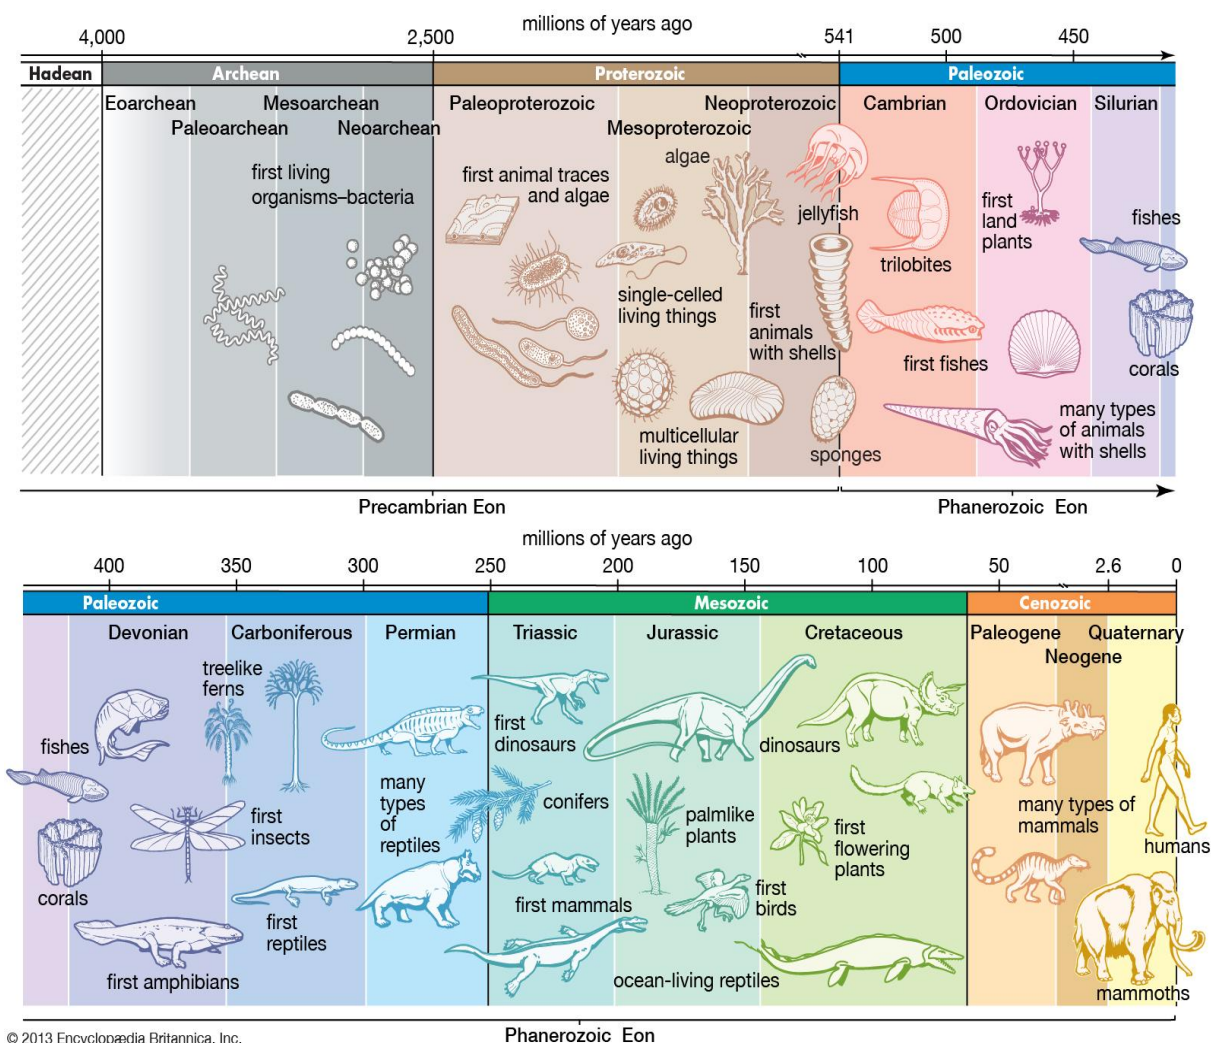 millions of years ago
4,000 2,500 541 500 450
Hadean Archean Proterozoic Paleozoic
Eoarchean Mesoarchean Paleoproterozoic Neoproterozoic Cambrian Ordovician Silurian
Paleoarchean Neoarchean Mesoproterozoic
first living
organisms–bacteria
first animal traces
and algae
algae
single-celled
living things
multicellular
living things
jellyfish
first
animals
with shells
sponges
trilobites
first fishes
first
land
plants
many types
of animals
with shells
fishes
corals
Precambrian Eon Phanerozoic Eon
millions of years ago
400 350 300 250 200 150 100 50 2.6 0
Paleozoic Mesozoic Cenozoic
Devonian Carboniferous Permian Triassic Jurassic Cretaceous Paleogene Quaternary
Neogene
fishes
corals
first amphibians
treelike
ferns
first
insects
first
reptiles
many
types
of
reptiles
first
dinosaurs
conifers
first mammals
ocean-living reptiles
palmlike
plants
first
birds
dinosaurs
first
flowering
plants
many types of
mammals
humans
mammoths
Phanerozoic Eon
© 2013 Encyclopædia Britannica, Inc.